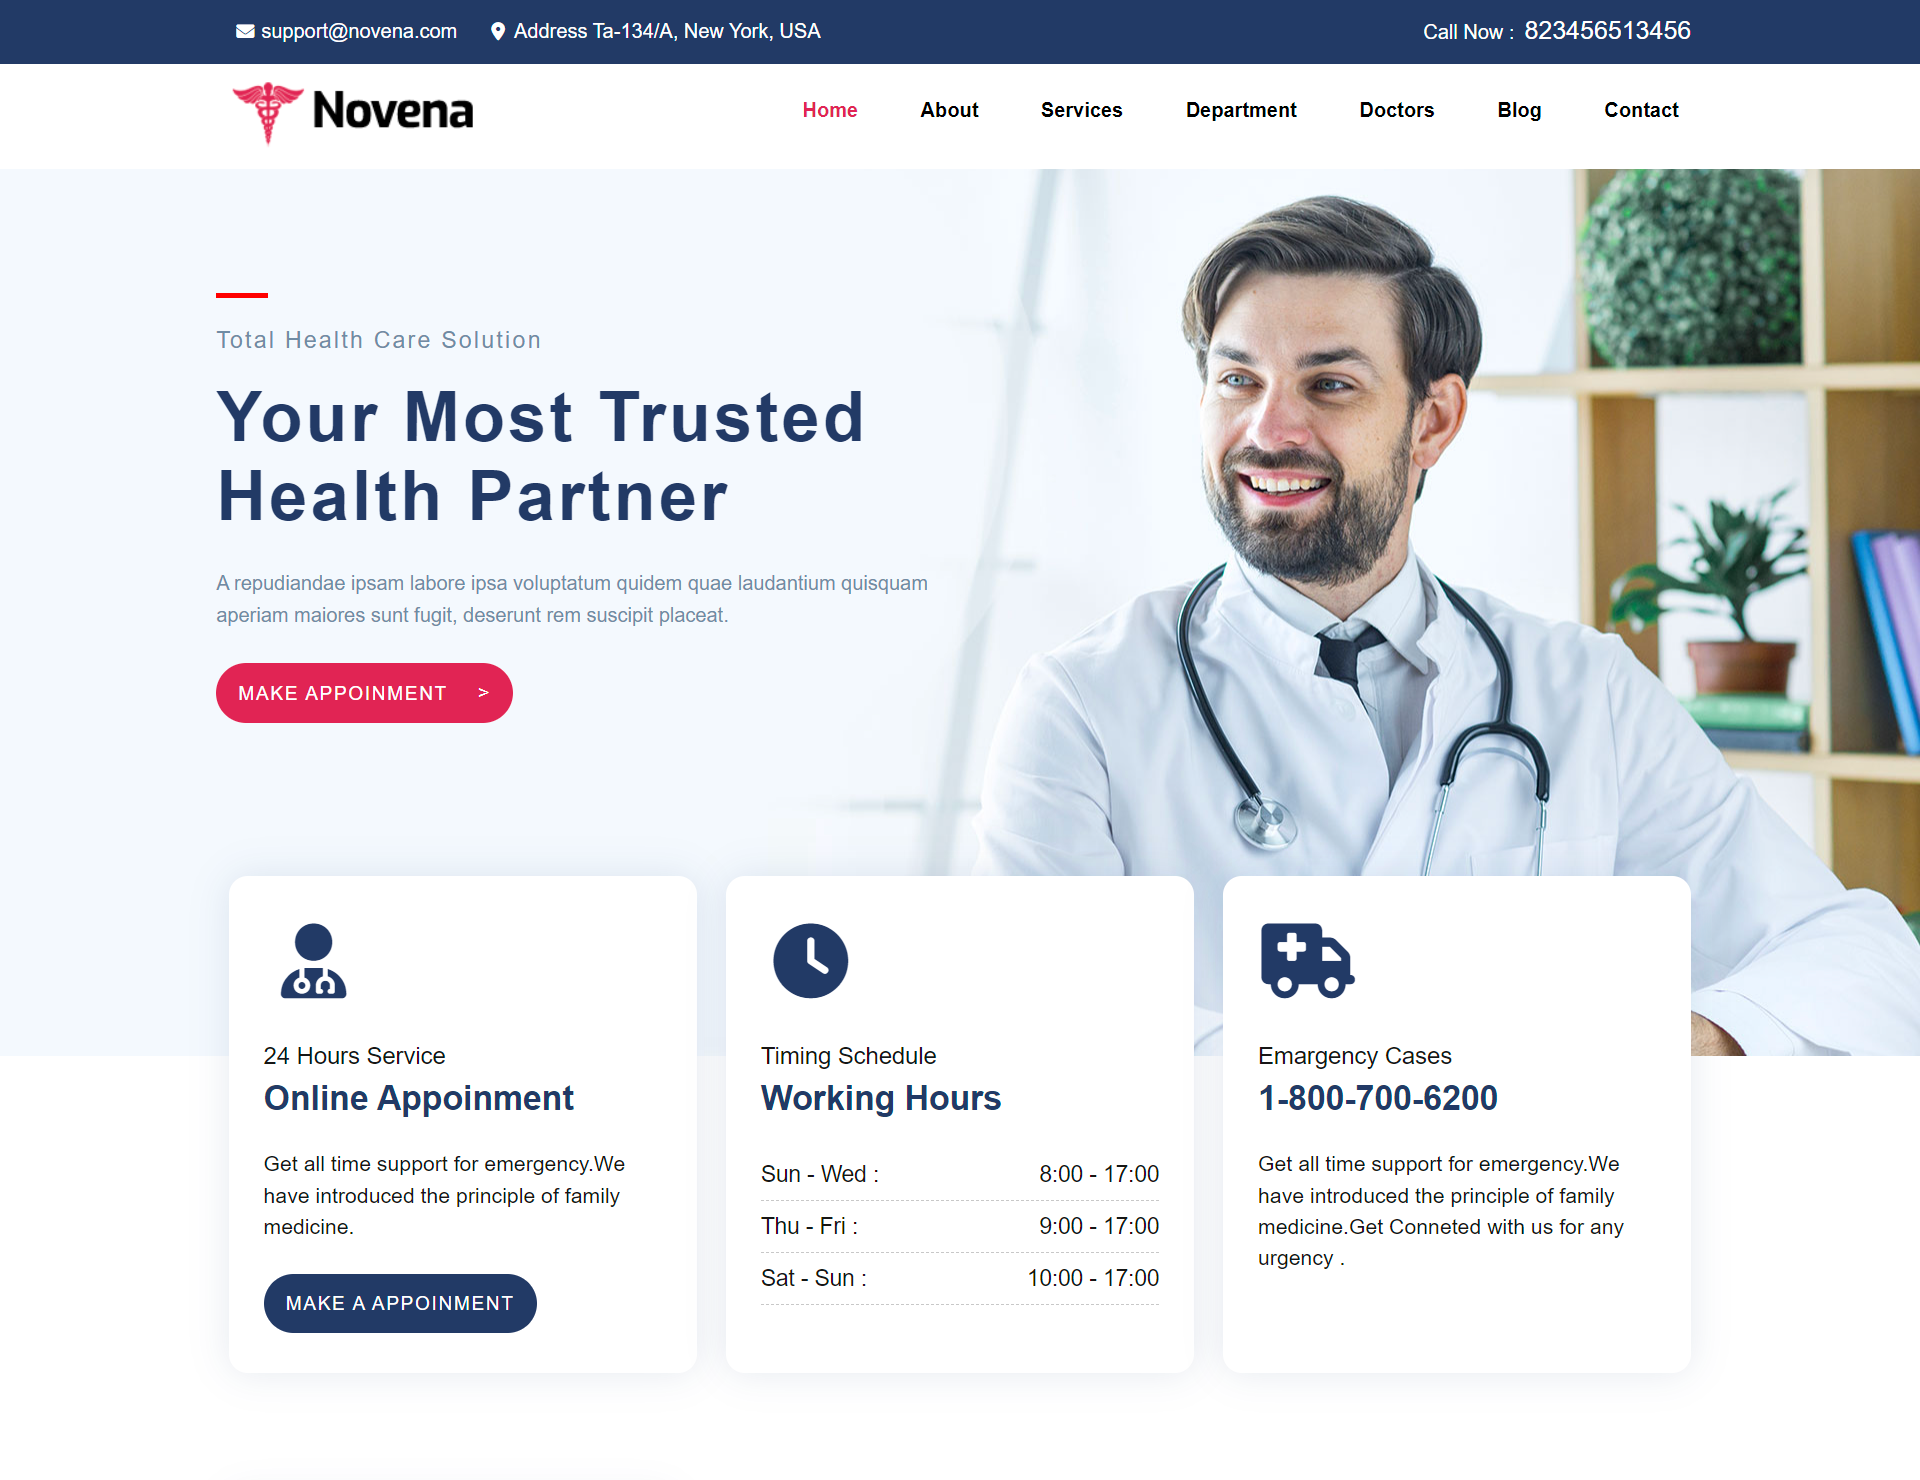 support@novena.com
Address Ta-134/A, New York, USA
Call Now : 823456513456
Novena
Home
About
Services
Department
Doctors
Blog
Contact
Total Health Care Solution
Your Most Trusted
Health Partner
A repudiandae ipsam labore ipsa voluptatum quidem quae laudantium quisquam
aperiam maiores sunt fugit, deserunt rem suscipit placeat.
MAKE APPOINMENT >
24 Hours Service
Online Appoinment
Get all time support for emergency.We
have introduced the principle of family
medicine.
MAKE A APPOINMENT
Timing Schedule
Working Hours
Sun - Wed : 8:00 - 17:00
Thu - Fri : 9:00 - 17:00
Sat - Sun : 10:00 - 17:00
Emargency Cases
1-800-700-6200
Get all time support for emergency.We
have introduced the principle of family
medicine.Get Conneted with us for any
urgency .